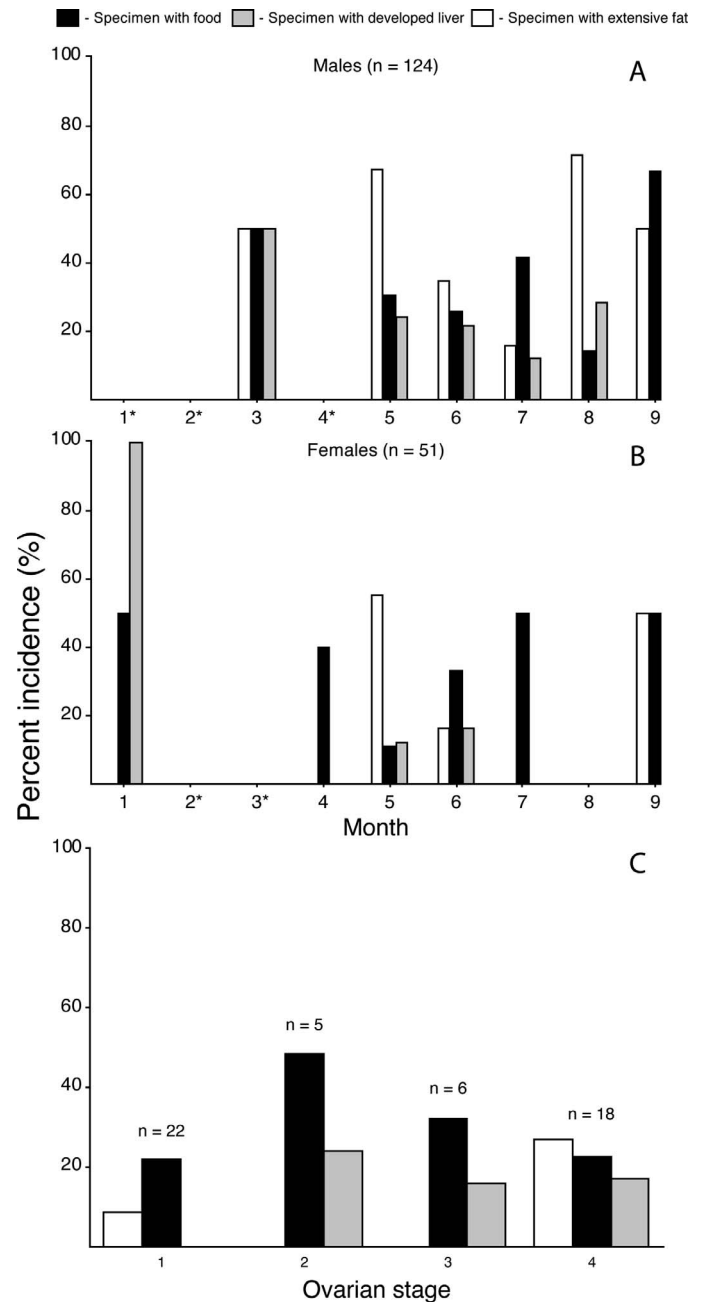 - Specimen with food - Specimen with developed liver - Specimen with extensive fat
Males (n = 124)
A
100
80
60
40
20
1* 2* 3 4* 5 6 7 8 9
Females (n = 51)
B
100
80
60
40
20
1 2* 3* 4 5 6 7 8 9
Month
Percent incidence (%)
C
100
80
60
40
20
n = 22
n = 5
n = 6
n = 18
1 2 3 4
Ovarian stage